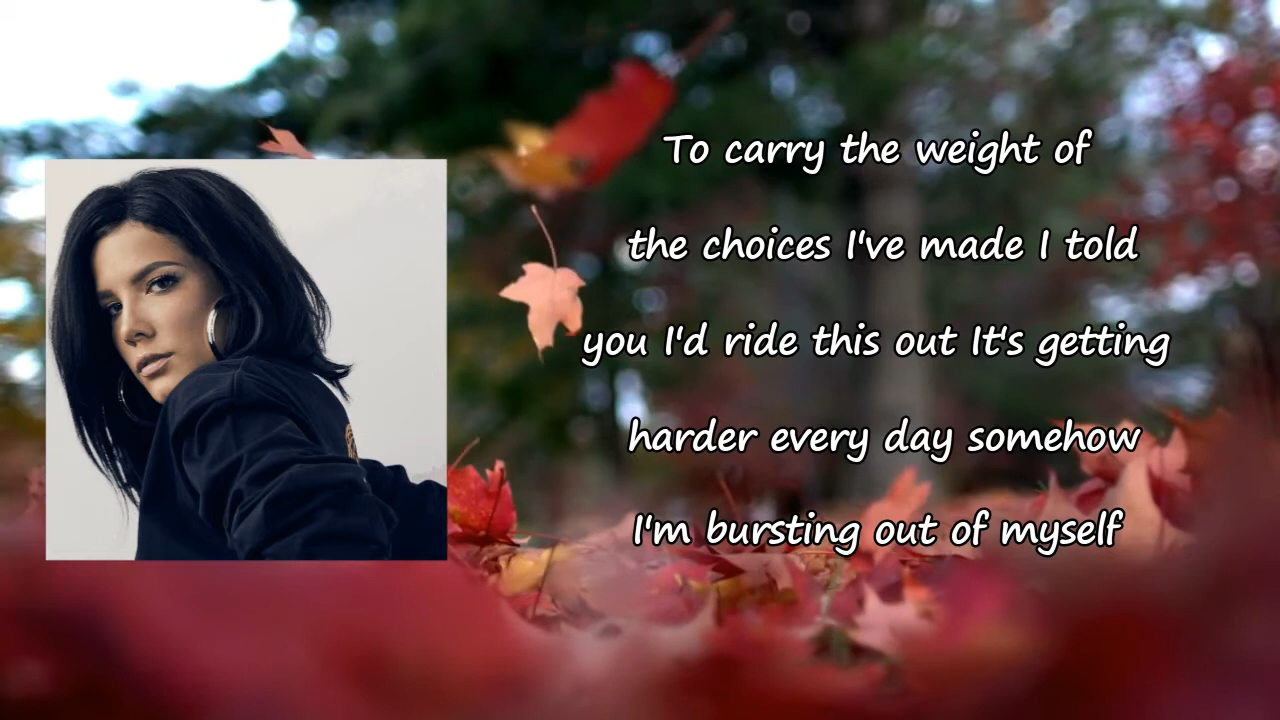 To carry the weight of
the choices I've made I told
you I'd ride this out It's getting
harder every day somehow
I'm bursting out of myself